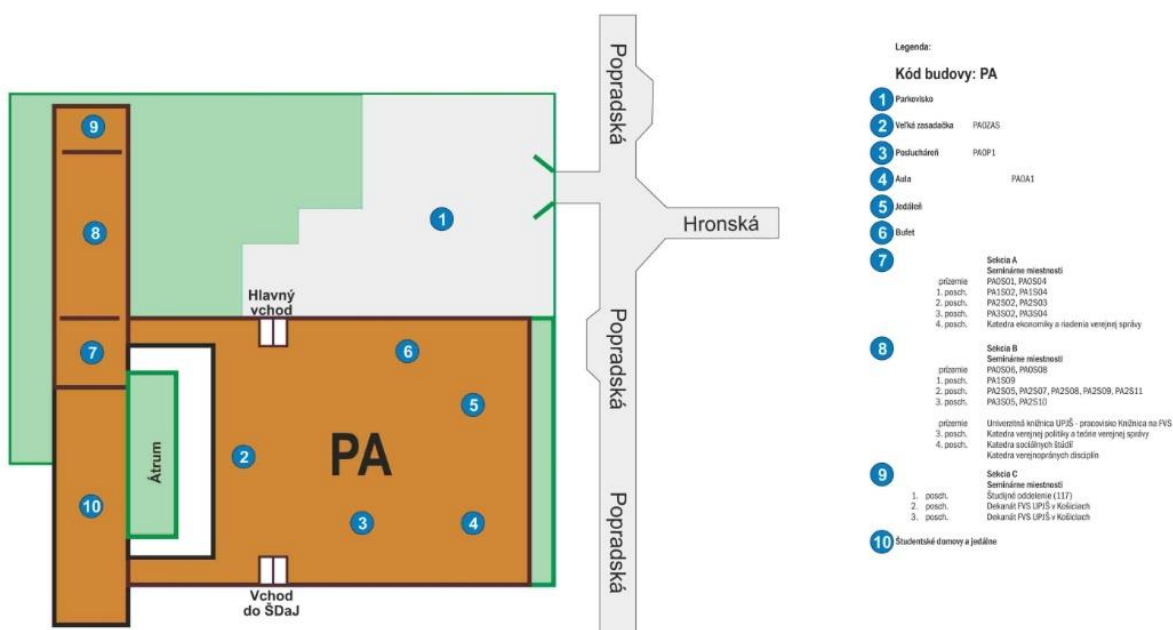 Popradská
Hronská
Popradská
Popradská
9
8
7
10
1
Hlavný
vchod
6
5
2
PA
3
4
Átrum
Vchod
do ŠDaJ
Legenda:
Kód budovy: PA
1 Parkovisko
2 Veľká zasadačka PA0ZAS
3 Poslucháreň PA0P1
4 Aula PA0A1
5 Jedáleň
6 Bufet
7 Sekcia A
Seminárne miestnosti
prízemie PA0S01, PA0S04
1. posch. PA1S02, PA1S04
2. posch. PA2S02, PA2S03
3. posch. PA3S02, PA3S04
4. posch. Katedra ekonomiky a riadenia verejnej správy
8 Sekcia B
Seminárne miestnosti
prízemie PA0S06, PA0S08
1. posch. PA1S09
2. posch. PA2S05, PA2S07, PA2S08, PA2S09, PA2S11
3. posch. PA3S05, PA2S10
prízemie Univerzitná knižnica UPJŠ - pracovisko Knižnica na FVS
3. posch. Katedra verejnej politiky a teórie verejnej správy
4. posch. Katedra sociálnych štúdií
Katedra verejnoprávnych disciplín
9 Sekcia C
Seminárne miestnosti
1. posch. Študijné oddelenie (117)
2. posch. Dekanát FVS UPJŠ v Košiciach
3. posch. Dekanát FVS UPJŠ v Košiciach
10 Študentské domovy a jedálne